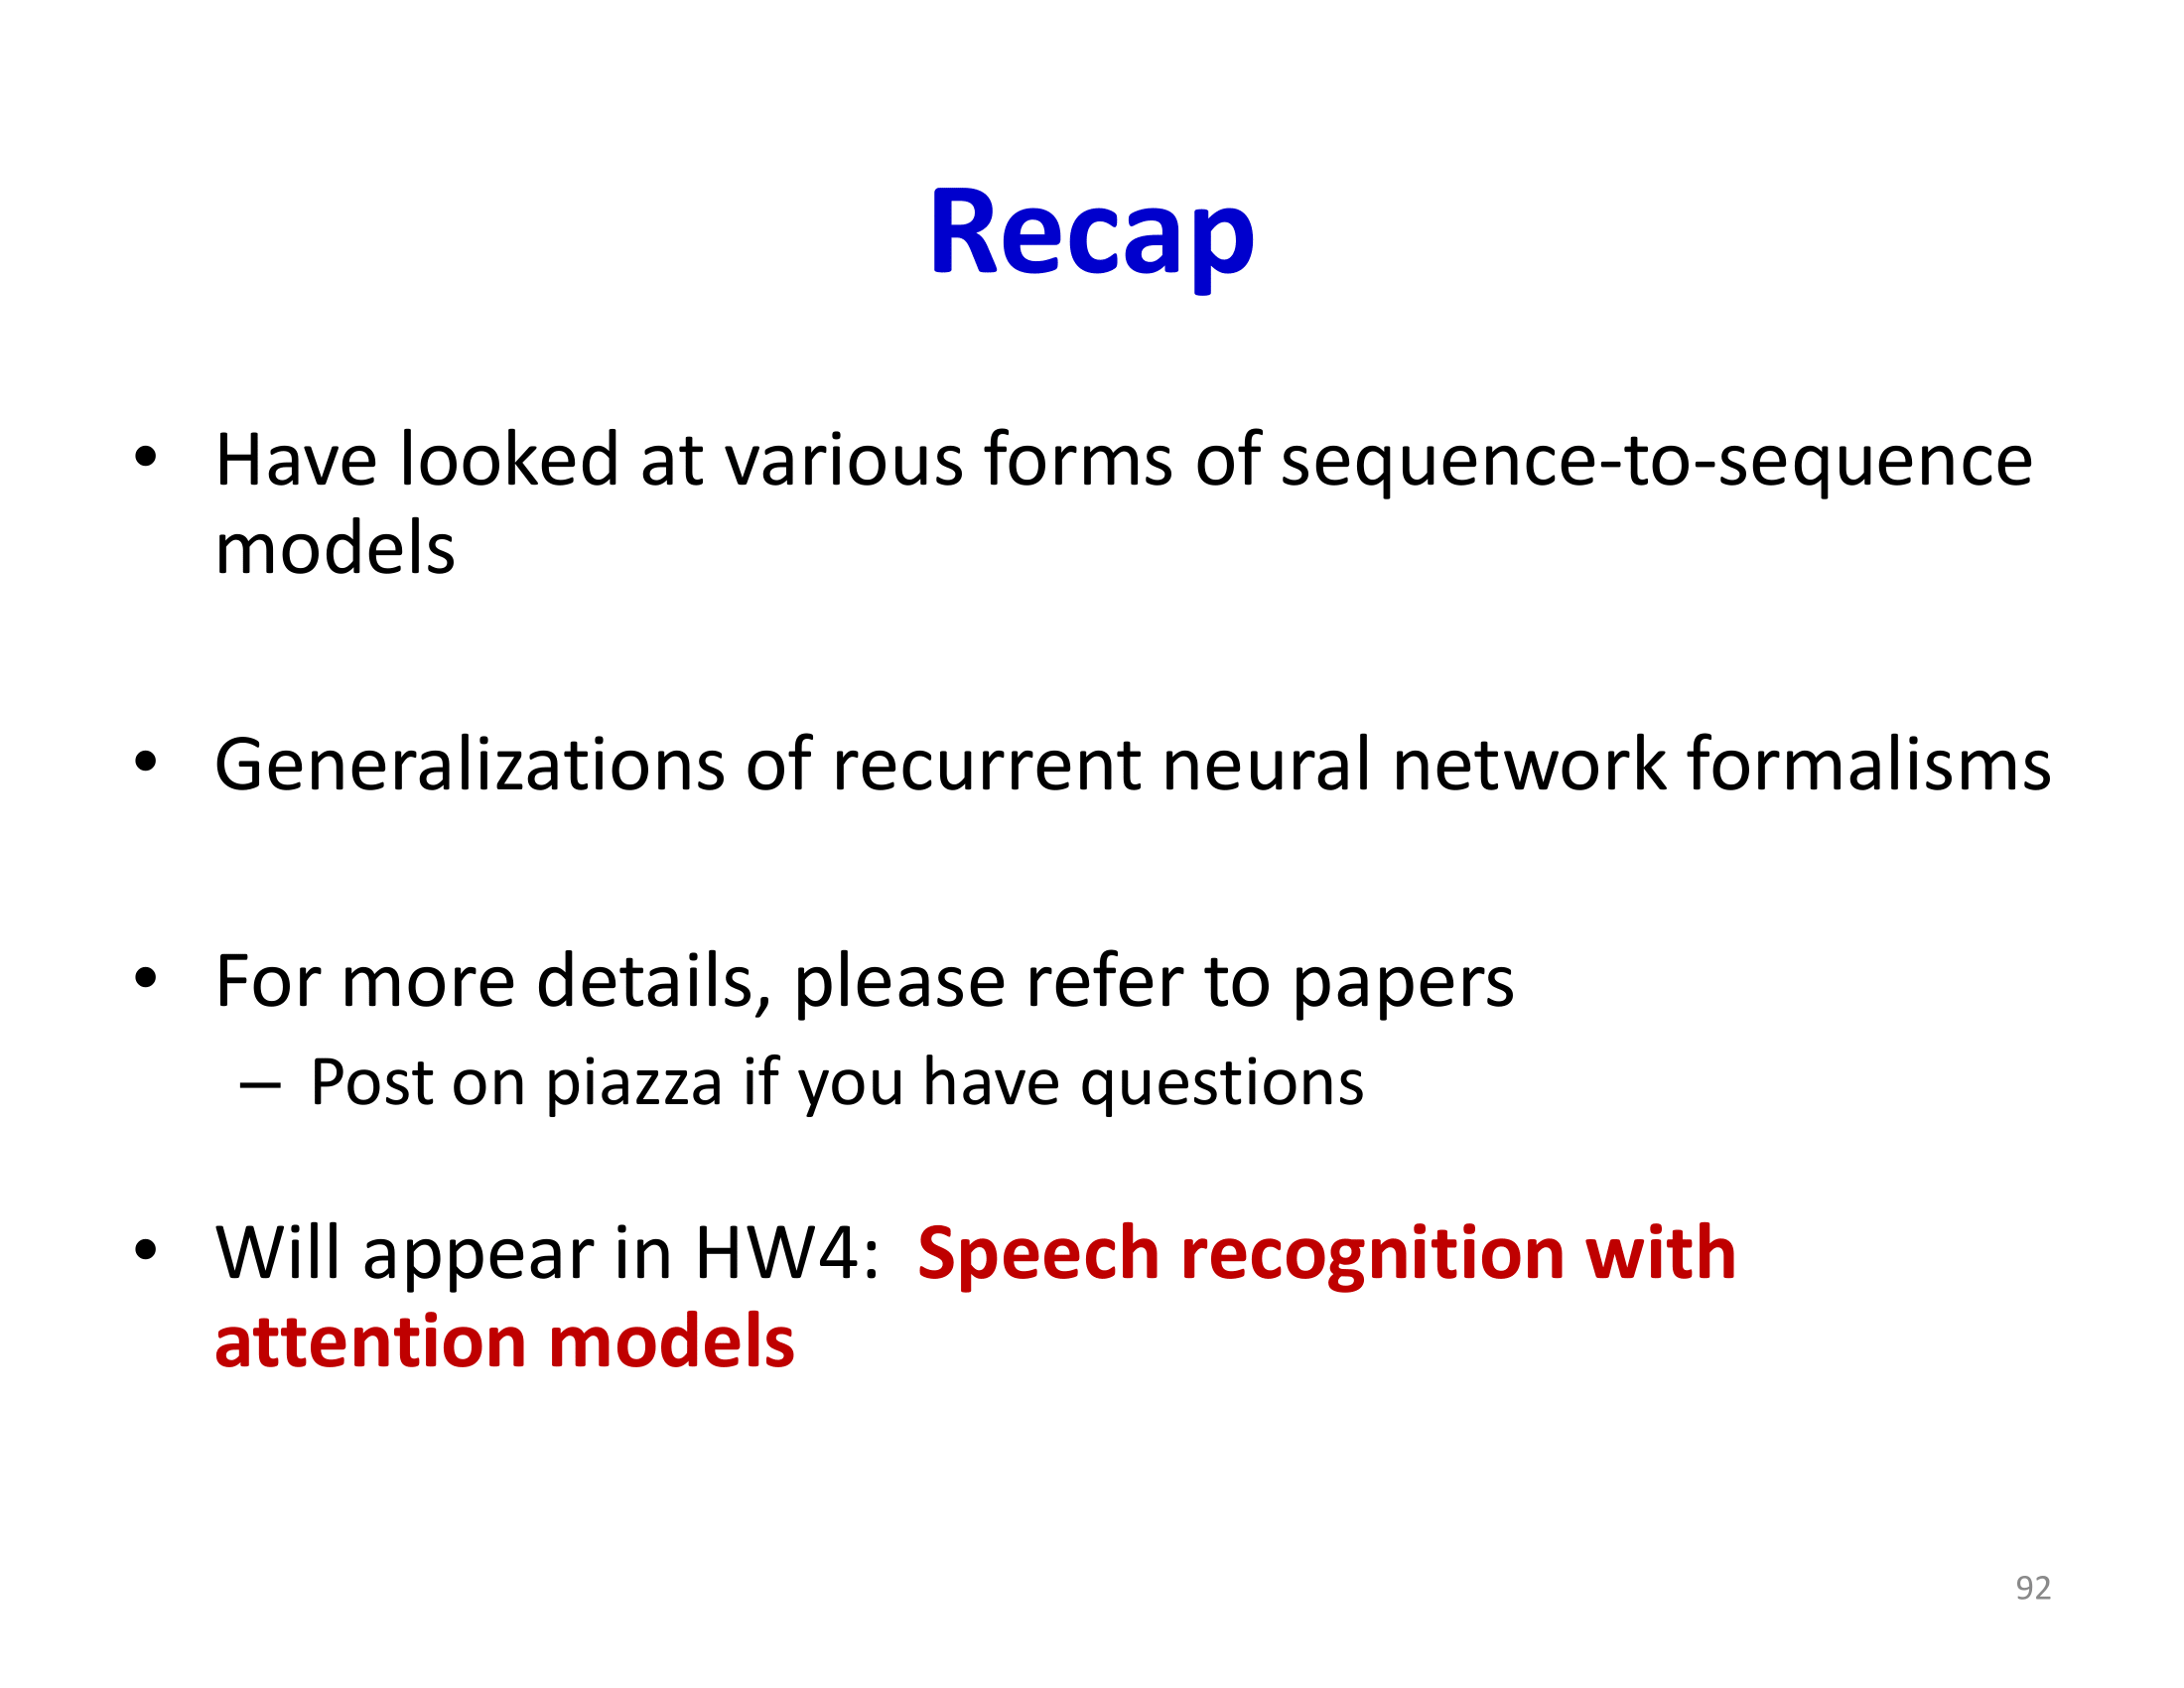 Recap
• Have looked at various forms of sequence-to-sequence
models
• Generalizations of recurrent neural network formalisms
• For more details, please refer to papers
– Post on piazza if you have questions
• Will appear in HW4: Speech recognition with
attention models
92